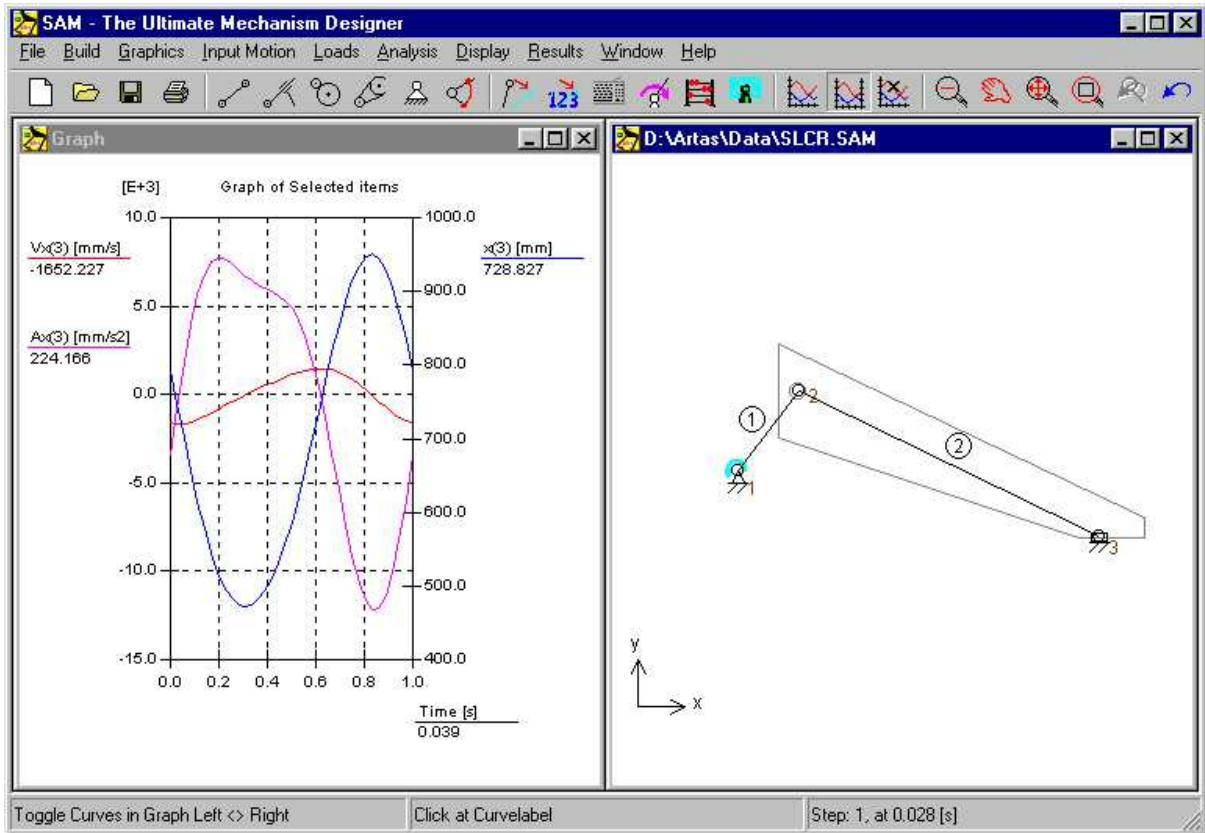 SAM - The Ultimate Mechanism Designer
File Build Graphics Input Motion Loads Analysis Display Results Window Help
123
Graph
[E+3] Graph of Selected items
10.0 1000.0
Vx(3) [mm/s] x(3) [mm]
-1652.227 728.827
900.0
5.0
Ax(3) [mm/s2]
224.166
800.0
0.0
700.0
-5.0
600.0
-10.0
500.0
-15.0 400.0
0.0 0.2 0.4 0.6 0.8 1.0
Time [s]
0.039
D:\Artas\Data\SLCR.SAM
2
1
2
1
3
y
x
Toggle Curves in Graph Left <> Right
Click at Curvelabel
Step: 1, at 0.028 [s]